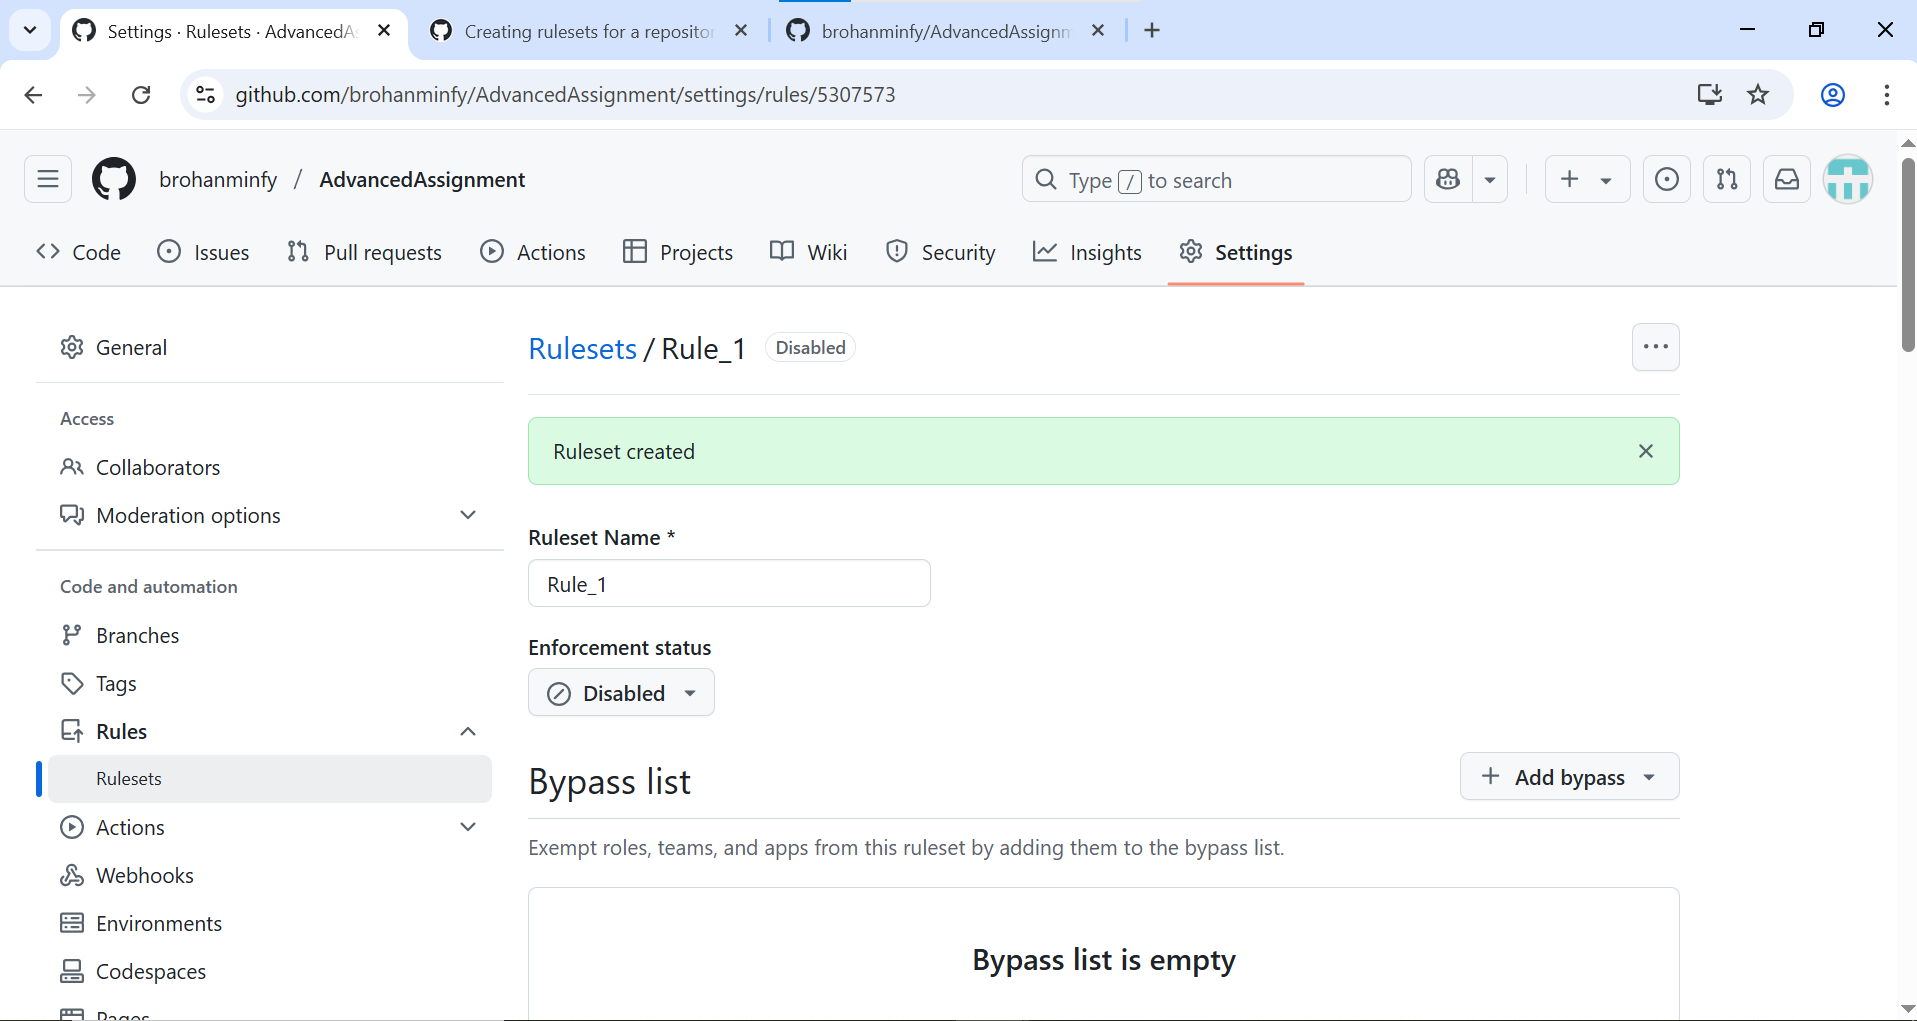 Settings · Rulesets · AdvancedAs
Creating rulesets for a repositor
brohanminfy/AdvancedAssignm
github.com/brohanminfy/AdvancedAssignment/settings/rules/5307573
brohanminfy / AdvancedAssignment
Type / to search
Code
Issues
Pull requests
Actions
Projects
Wiki
Security
Insights
Settings
General
Access
Collaborators
Moderation options
Code and automation
Branches
Tags
Rules
Rulesets
Actions
Webhooks
Environments
Codespaces
Pages
Rulesets / Rule_1 Disabled
Ruleset created
Ruleset Name *
Rule_1
Enforcement status
Disabled
Bypass list
Add bypass
Exempt roles, teams, and apps from this ruleset by adding them to the bypass list.
Bypass list is empty